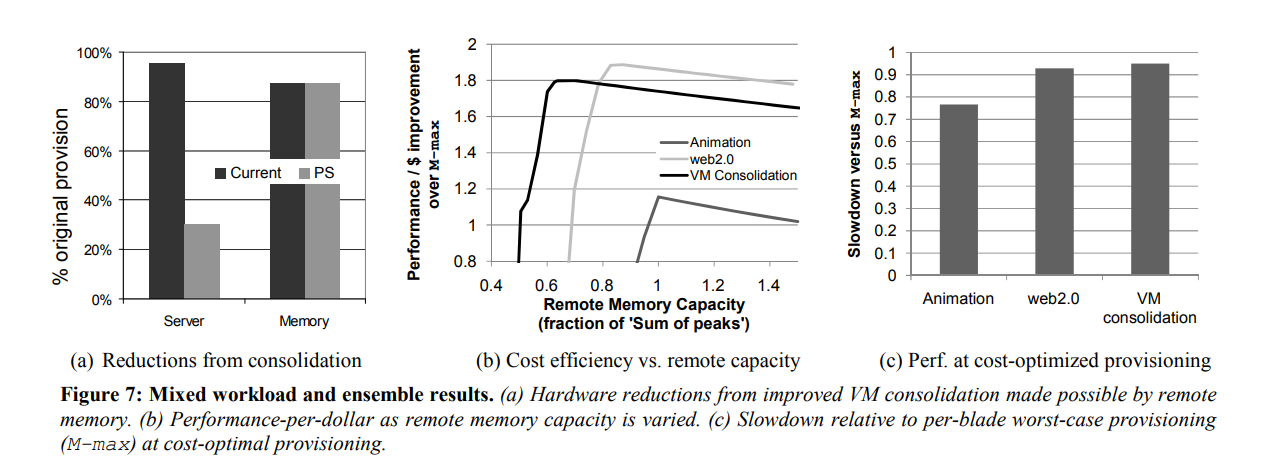 100%
80%
60%
40%
20%
0%
% original provision
Current PS
Server Memory
(a) Reductions from consolidation
2
1.8
1.6
1.4
1.2
1
0.8
Performance / $ improvement
over M-max
Animation
web2.0
VM Consolidation
0.4 0.6 0.8 1 1.2 1.4
Remote Memory Capacity
(fraction of 'Sum of peaks')
(b) Cost efficiency vs. remote capacity
1
0.9
0.8
0.7
0.6
0.5
0.4
0.3
0.2
0.1
0
Slowdown versus M-max
Animation web2.0 VM
consolidation
(c) Perf. at cost-optimized provisioning
Figure 7: Mixed workload and ensemble results. (a) Hardware reductions from improved VM consolidation made possible by remote
memory. (b) Performance-per-dollar as remote memory capacity is varied. (c) Slowdown relative to per-blade worst-case provisioning
(M-max) at cost-optimal provisioning.